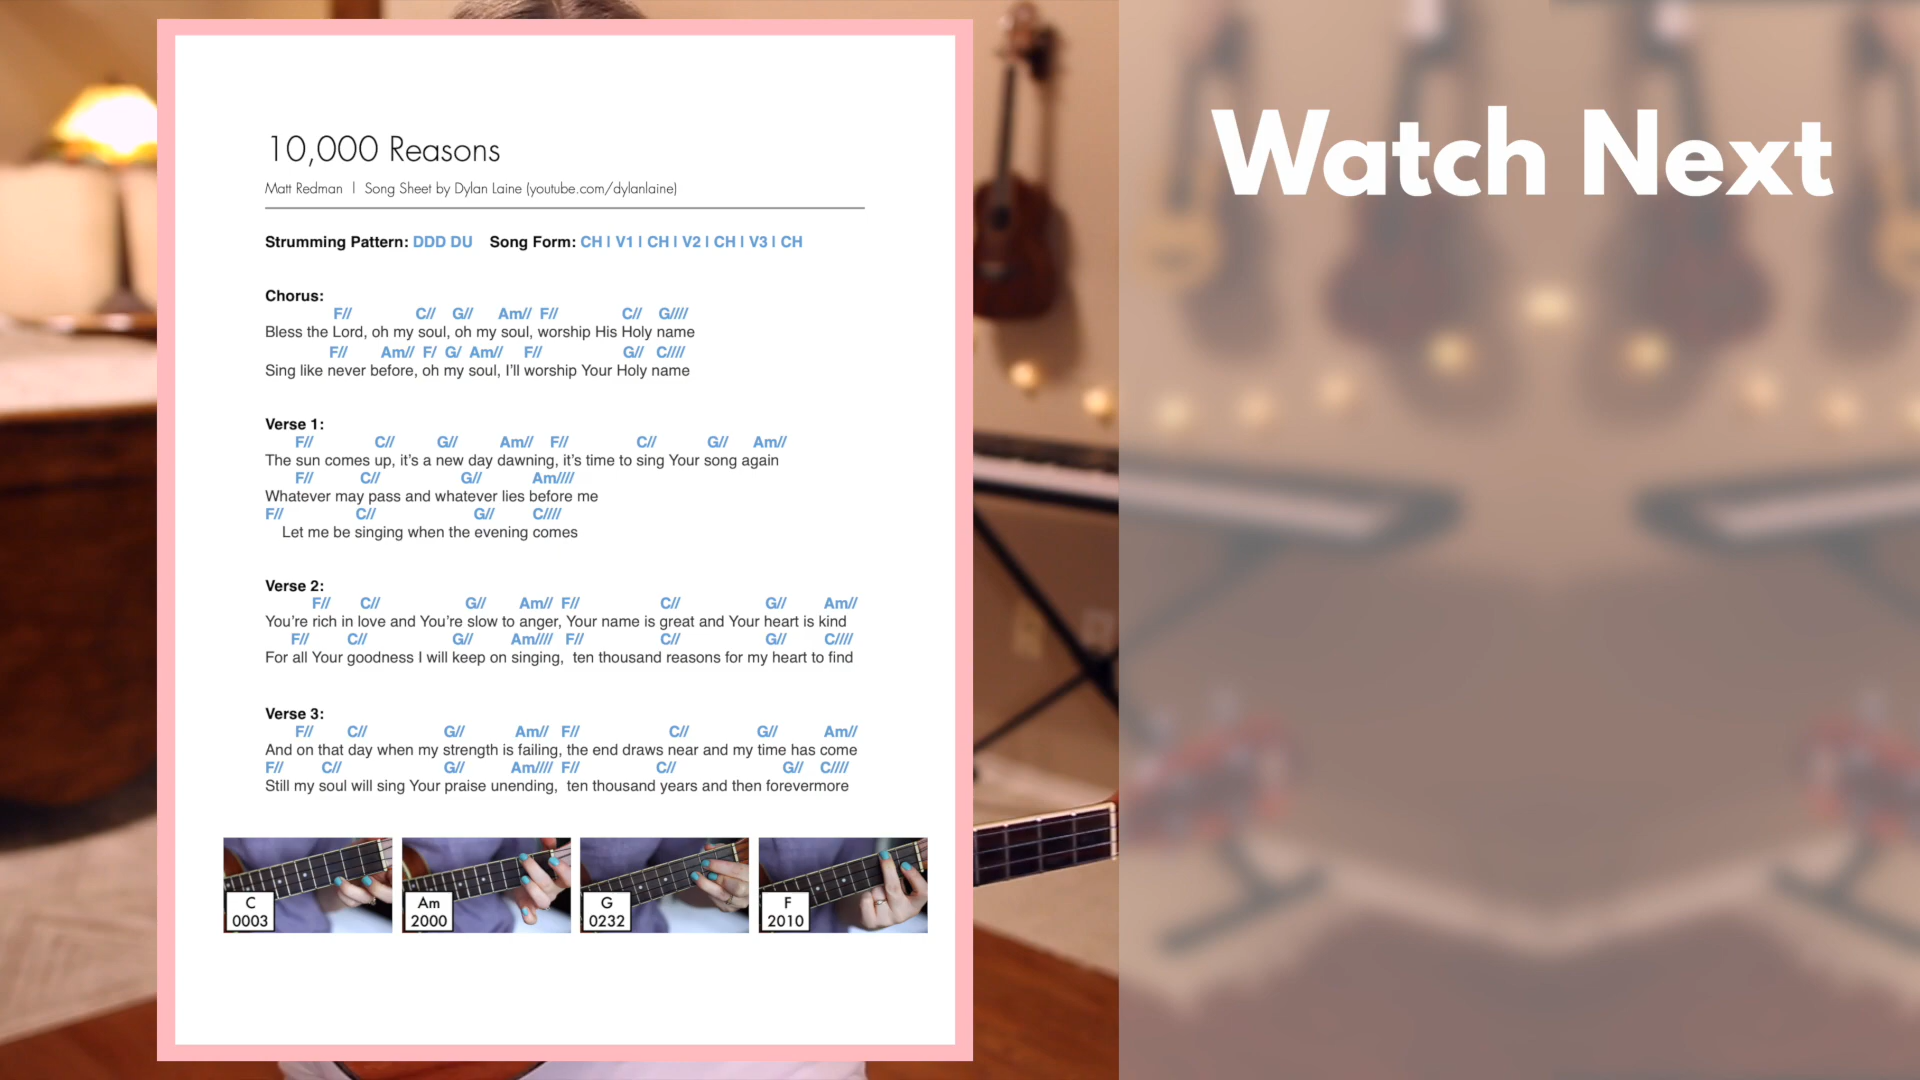 10,000 Reasons
Matt Redman | Song Sheet by Dylan Laine (youtube.com/dylanlaine)
Strumming Pattern: DDD DU Song Form: CH | V1 | CH | V2 | CH | V3 | CH
Chorus:
F// C// G// Am// F// C// G////
Bless the Lord, oh my soul, oh my soul, worship His Holy name
F// Am// F/ G/ Am// F// G// C////
Sing like never before, oh my soul, I'll worship Your Holy name
Verse 1:
F// C// G// Am// F// C// G// Am//
The sun comes up, it's a new day dawning, it's time to sing Your song again
F// C// G// Am////
Whatever may pass and whatever lies before me
F// C// G// C////
Let me be singing when the evening comes
Verse 2:
F// C// G// Am// F// C// G// Am//
You're rich in love and You're slow to anger, Your name is great and Your heart is kind
F// C// G// Am//// F// C// G// C////
For all Your goodness I will keep on singing, ten thousand reasons for my heart to find
Verse 3:
F// C// G// Am// F// C// G// Am//
And on that day when my strength is failing, the end draws near and my time has come
F// C// G// Am//// F// C// G// C////
Still my soul will sing Your praise unending, ten thousand years and then forevermore
C
0003
Am
2000
G
0232
F
2010
Watch Next